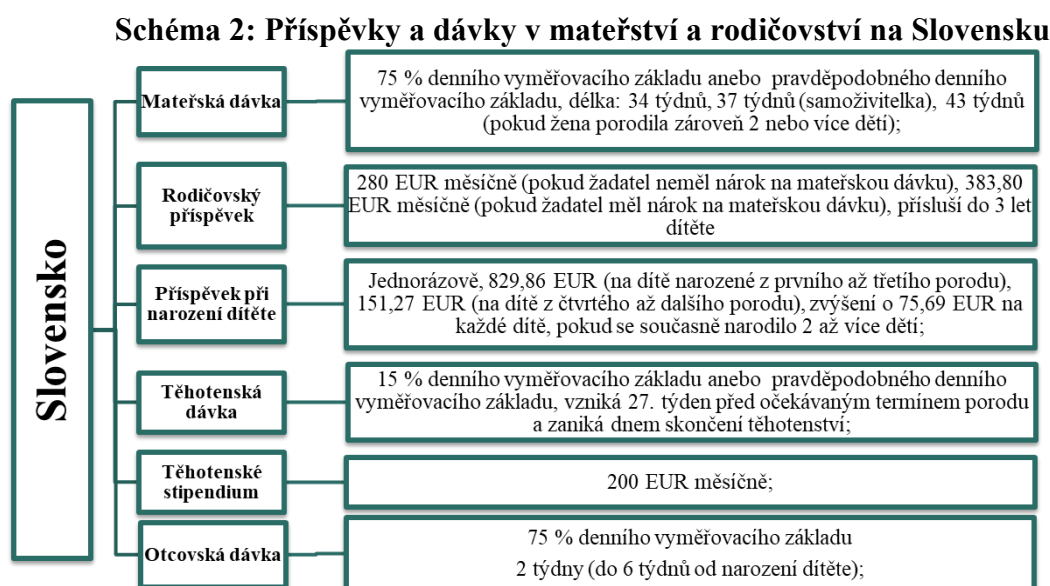 Schéma 2: Příspěvky a dávky v mateřství a rodičovství na Slovensku
Slovensko
Mateřská dávka
75 % denního vyměřovacího základu anebo pravděpodobného denního
vyměřovacího základu, délka: 34 týdnů, 37 týdnů (samoživitelka), 43 týdnů
(pokud žena porodila zároveň 2 nebo více dětí);
Rodičovský
příspěvek
280 EUR měsíčně (pokud žadatel neměl nárok na mateřskou dávku), 383,80
EUR měsíčně (pokud žadatel měl nárok na mateřskou dávku), přísluší do 3 let
dítěte
Příspěvek při
narození dítěte
Jednorázově, 829,86 EUR (na dítě narozené z prvního až třetího porodu),
151,27 EUR (na dítě z čtvrtého až dalšího porodu), zvýšení o 75,69 EUR na
každé dítě, pokud se současně narodilo 2 až více dětí;
Těhotenská
dávka
15 % denního vyměřovacího základu anebo pravděpodobného denního
vyměřovacího základu, vzniká 27. týden před očekávaným termínem porodu
a zaniká dnem skončení těhotenství;
Těhotenské
stipendium
200 EUR měsíčně;
Otcovská dávka
75 % denního vyměřovacího základu
2 týdny (do 6 týdnů od narození dítěte);